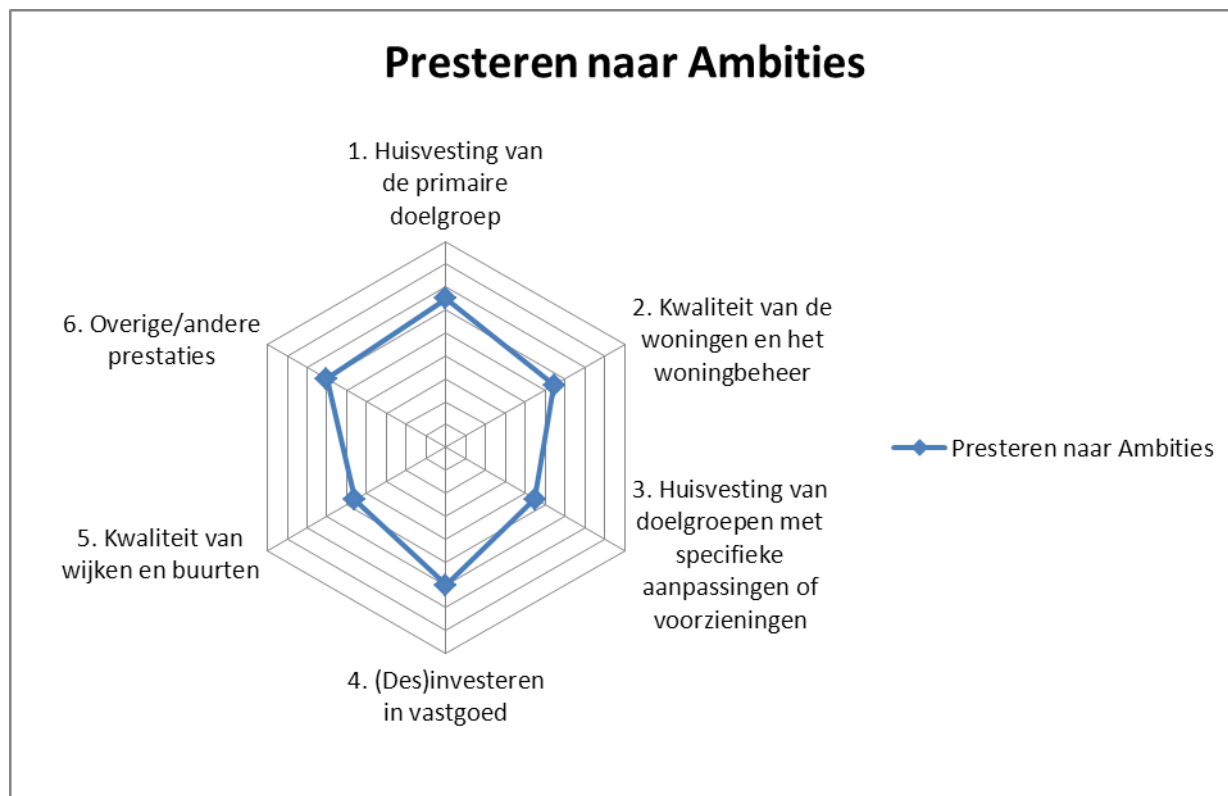 Presteren naar Ambities
1. Huisvesting van
de primaire
doelgroep
2. Kwaliteit van de
woningen en het
woningbeheer
3. Huisvesting van
doelgroepen met
specifieke
aanpassingen of
voorzieningen
4. (Des)investeren
in vastgoed
5. Kwaliteit van
wijken en buurten
6. Overige/andere
prestaties
Presteren naar Ambities